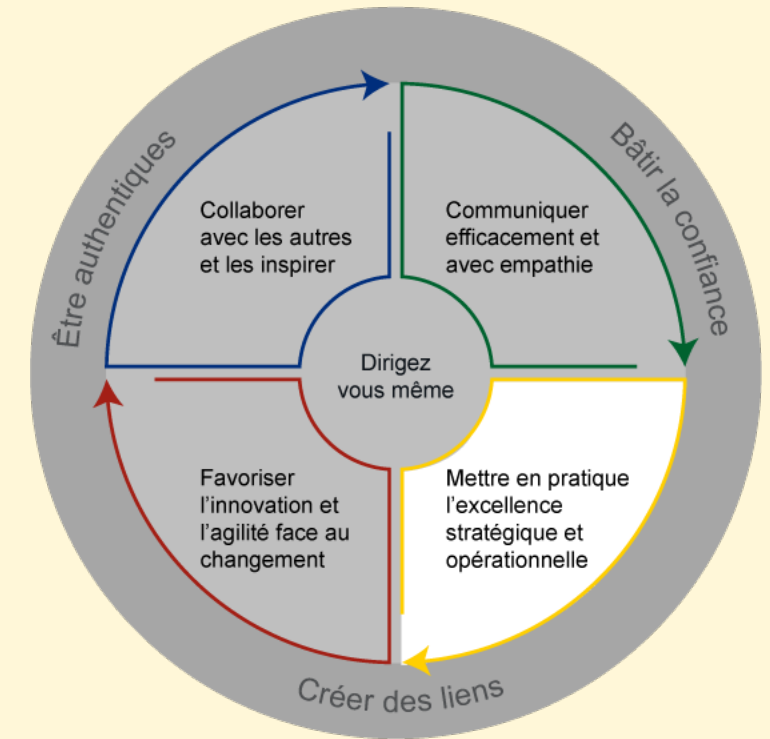 Être authentiques
Bâtir la confiance
Collaborer
avec les autres
et les inspirer
Communiquer
efficacement et
avec empathie
Dirigez
vous même
Favoriser
l’innovation et
l’agilité face au
changement
Mettre en pratique
l’excellence
stratégique et
opérationnelle
Créer des liens